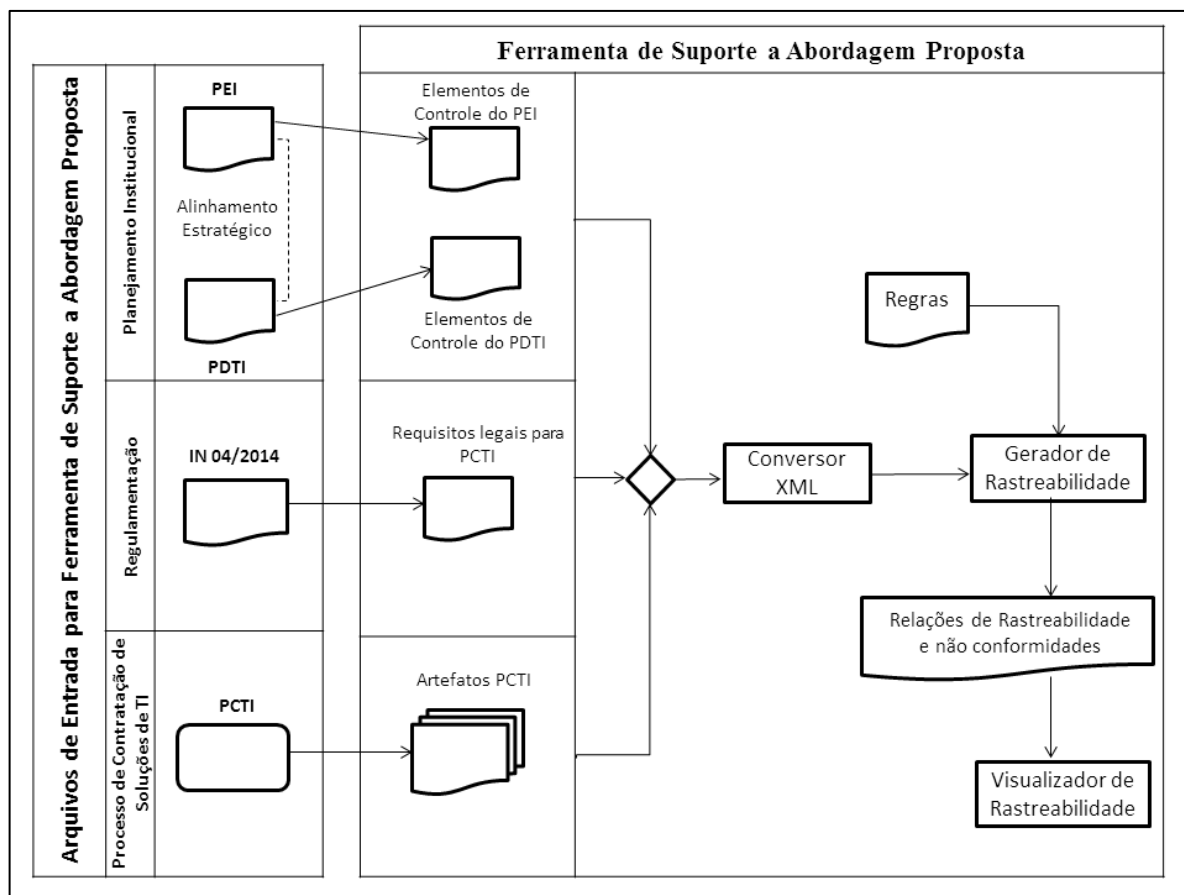 Ferramenta de Suporte a Abordagem Proposta
Arquivos de Entrada para Ferramenta de Suporte a Abordagem Proposta
Planejamento Institucional
PEI
Alinhamento
Estratégico
PDTI
Elementos de
Controle do PEI
Elementos de
Controle do PDTI
Regulamentação
IN 04/2014
Requisitos legais para
PCTI
Processo de Contratação de
Soluções de TI
PCTI
Artefatos PCTI
Conversor
XML
Regras
Gerador de
Rastreabilidade
Relações de Rastreabilidade
e não conformidades
Visualizador de
Rastreabilidade